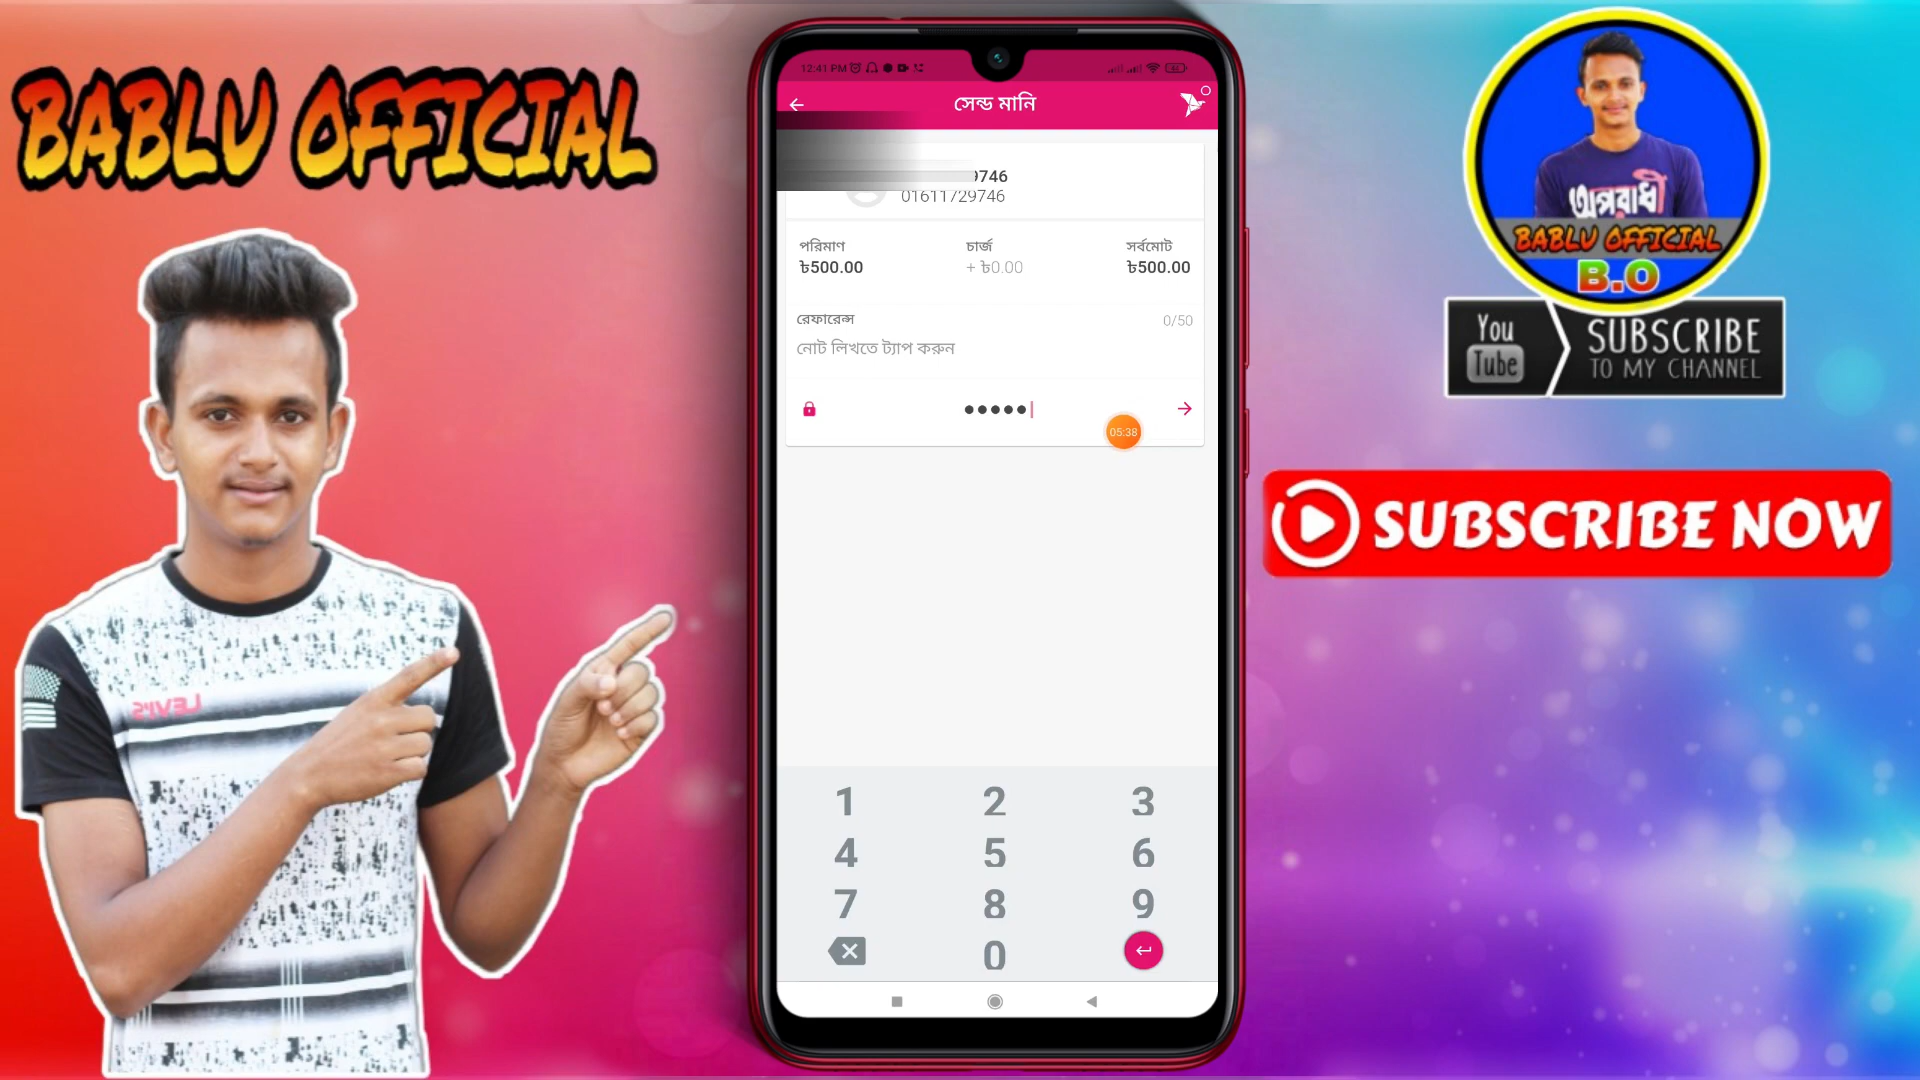 BABLU OFFICIAL
12:41 PM
সেন্ড মানি
9746
01611729746
পরিমাণ
চার্জ
সর্বমোট
৳500.00
+ ৳0.00
৳500.00
রেফারেন্স
0/50
নোট লিখতে ট্যাপ করুন
05:38
1 2 3
4 5 6
7 8 9
0
অপরাধী
BABLU OFFICIAL
B.O
You Tube
SUBSCRIBE
TO MY CHANNEL
SUBSCRIBE NOW
LEVI'S